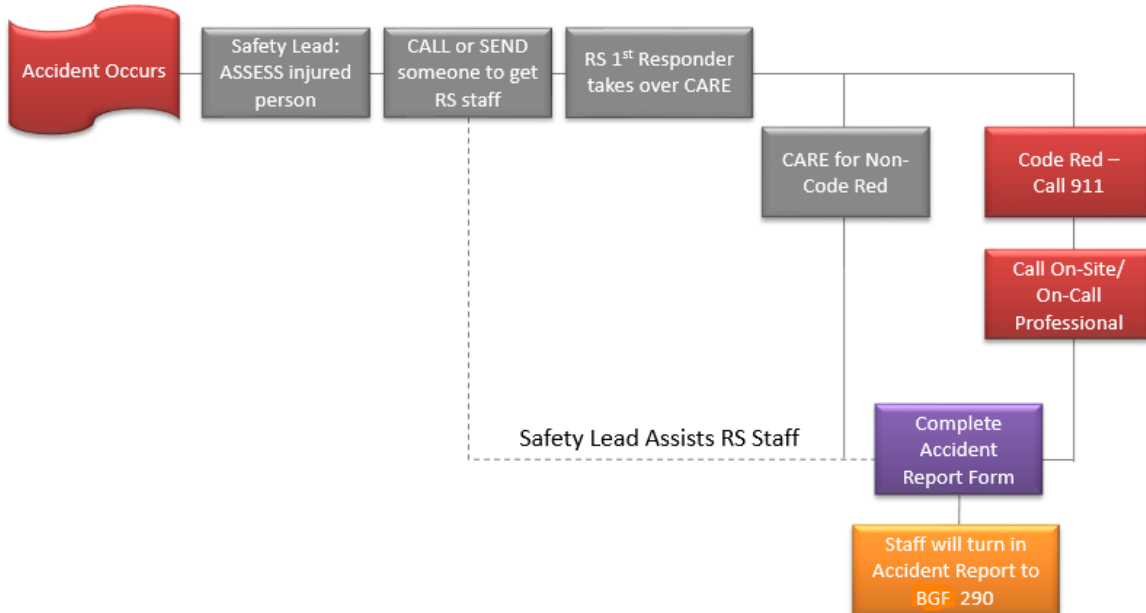 Accident Occurs
Safety Lead:
ASSESS injured
person
CALL or SEND
someone to get
RS staff
RS 1st Responder
takes over CARE
CARE for Non-
Code Red
Code Red –
Call 911
Call On-Site/
On-Call
Professional
Safety Lead Assists RS Staff
Complete
Accident
Report Form
Staff will turn in
Accident Report to
BGF 290